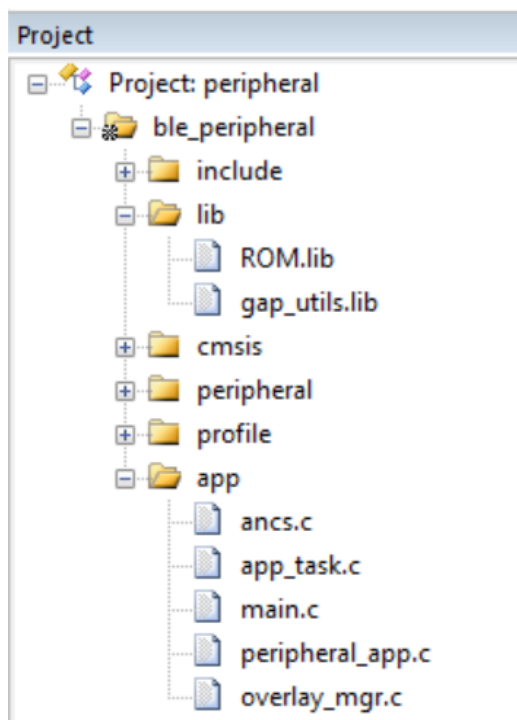 Project
Project: peripheral
ble_peripheral
include
lib
ROM.lib
gap_utils.lib
cmsis
peripheral
profile
app
ancs.c
app_task.c
main.c
peripheral_app.c
overlay_mgr.c